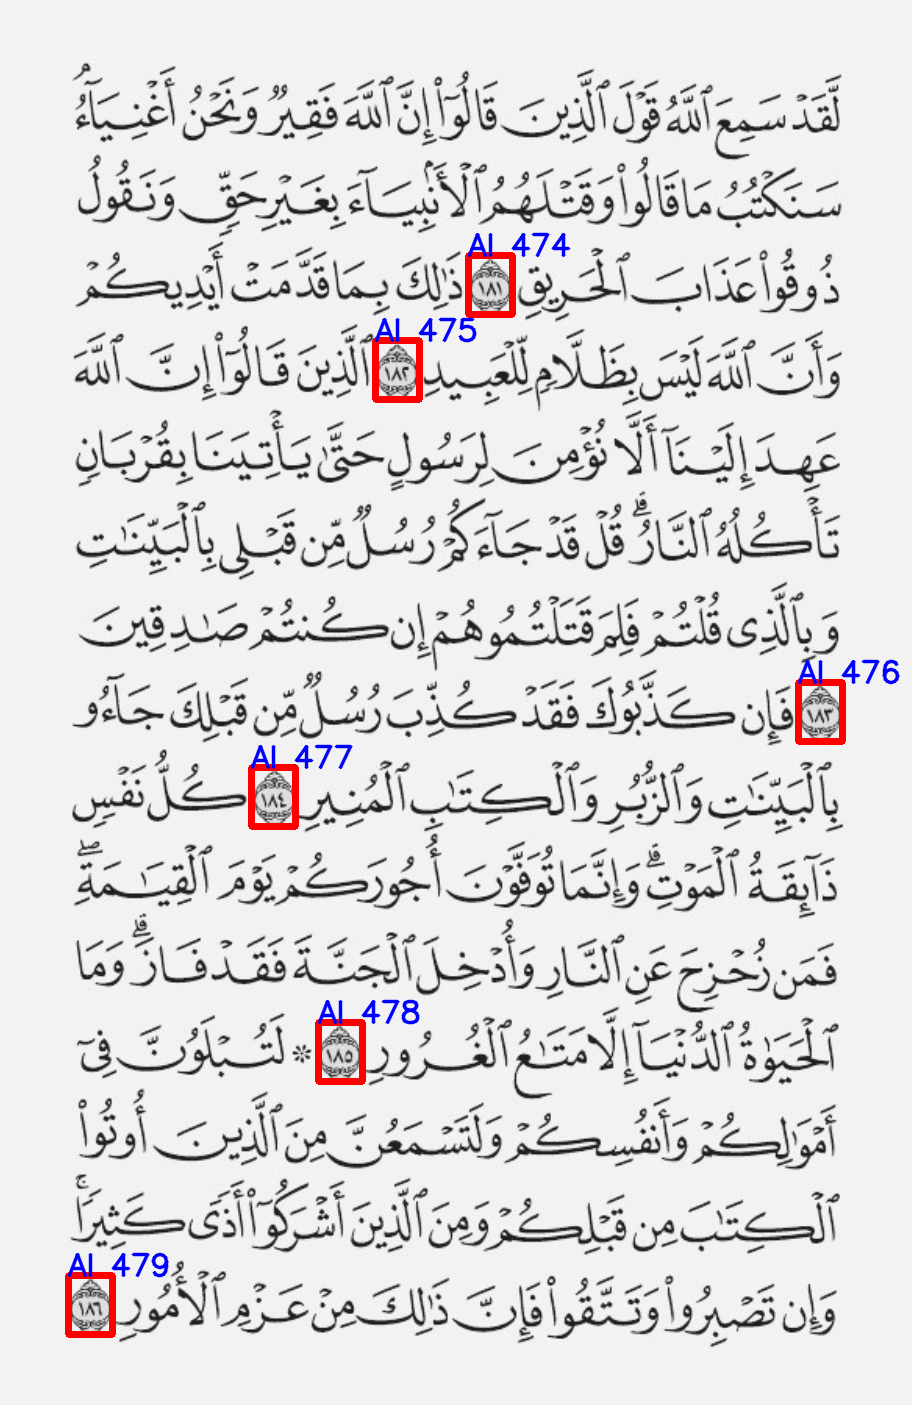 لَّقَدْ سَمِعَ ٱللَّهُ قَوْلَ ٱلَّذِينَ قَالُوٓا۟ إِنَّ ٱللَّهَ فَقِيرٌ وَنَحْنُ أَغْنِيَآءُ ۘ
سَنَكْتُبُ مَا قَالُوا۟ وَقَتْلَهُمُ ٱلْأَنۢبِيَآءَ بِغَيْرِ حَقٍّ وَنَقُولُ
AI 474
ذُوقُوا۟ عَذَابَ ٱلْحَرِيقِ ١٨١ ذَٰلِكَ بِمَا قَدَّمَتْ أَيْدِيكُمْ
AI 475
وَأَنَّ ٱللَّهَ لَيْسَ بِظَلَّامٍ لِّلْعَبِيدِ ١٨٢ ٱلَّذِينَ قَالُوٓا۟ إِنَّ ٱللَّهَ
عَهِدَ إِلَيْنَآ أَلَّا نُؤْمِنَ لِرَسُولٍ حَتَّىٰ يَأْتِيَنَا بِقُرْبَانٍ
تَأْكُلُهُ ٱلنَّارُ ۗ قُلْ قَدْ جَآءَكُمْ رُسُلٌ مِّن قَبْلِى بِٱلْبَيِّنَٰتِ
وَبِٱلَّذِى قُلْتُمْ فَلِمَ قَتَلْتُمُوهُمْ إِن كُنتُمْ صَٰدِقِينَ
AI 476
١٨٣ فَإِن كَذَّبُوكَ فَقَدْ كُذِّبَ رُسُلٌ مِّن قَبْلِكَ جَآءُو
AI 477
بِٱلْبَيِّنَٰتِ وَٱلزُّبُرِ وَٱلْكِتَٰبِ ٱلْمُنِيرِ ١٨٤ كُلُّ نَفْسٍ
ذَآئِقَةُ ٱلْمَوْتِ ۗ وَإِنَّمَا تُوَفَّوْنَ أُجُورَكُمْ يَوْمَ ٱلْقِيَٰمَةِ ۖ
فَمَن زُحْزِحَ عَنِ ٱلنَّارِ وَأُدْخِلَ ٱلْجَنَّةَ فَقَدْ فَازَ ۗ وَمَا
AI 478
ٱلْحَيَوٰةُ ٱلدُّنْيَآ إِلَّا مَتَٰعُ ٱلْغُرُورِ ١٨٥ ۞ لَتُبْلَوُنَّ فِىٓ
أَمْوَٰلِكُمْ وَأَنفُسِكُمْ وَلَتَسْمَعُنَّ مِنَ ٱلَّذِينَ أُوتُوا۟
ٱلْكِتَٰبَ مِن قَبْلِكُمْ وَمِنَ ٱلَّذِينَ أَشْرَكُوٓا۟ أَذًى كَثِيرًا ۚ
AI 479
وَإِن تَصْبِرُوا۟ وَتَتَّقُوا۟ فَإِنَّ ذَٰلِكَ مِنْ عَزْمِ ٱلْأُمُورِ ١٨٦